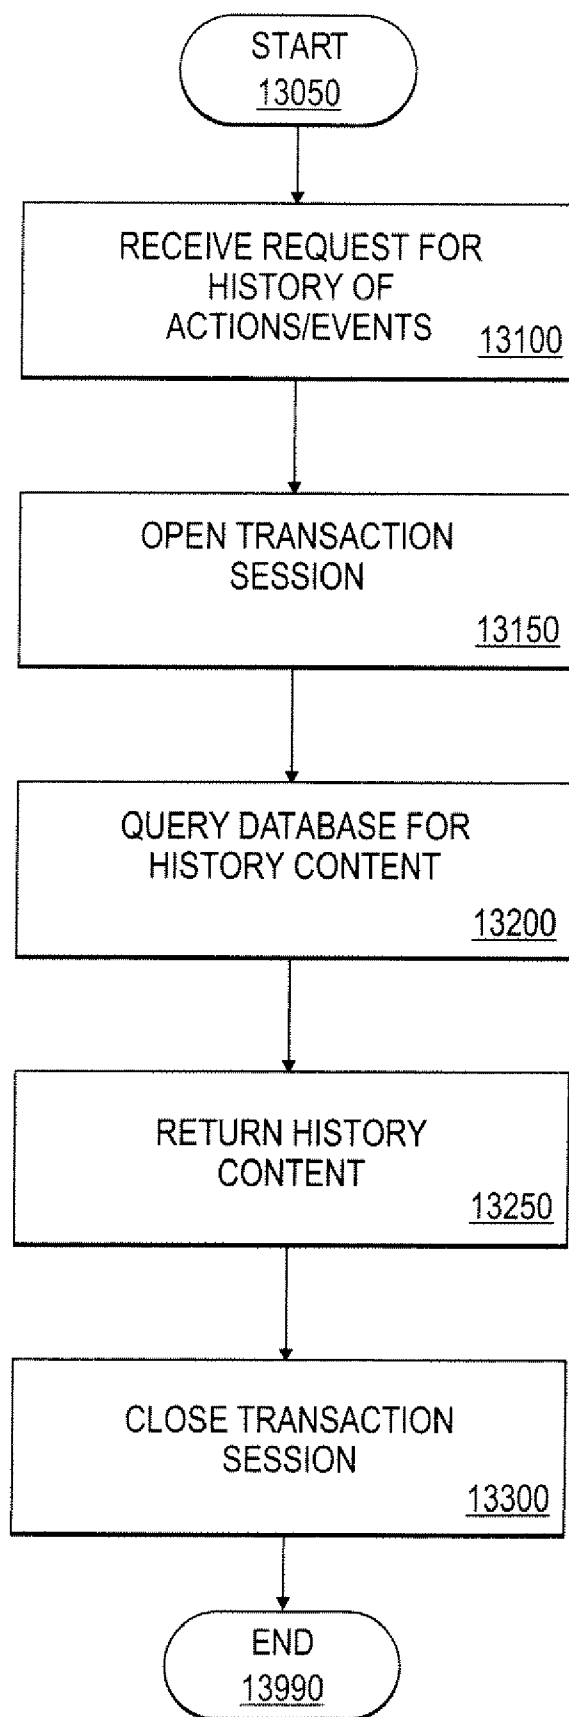 START
13050
RECEIVE REQUEST FOR
HISTORY OF
ACTIONS/EVENTS
13100
OPEN TRANSACTION
SESSION
13150
QUERY DATABASE FOR
HISTORY CONTENT
13200
RETURN HISTORY
CONTENT
13250
CLOSE TRANSACTION
SESSION
13300
END
13990